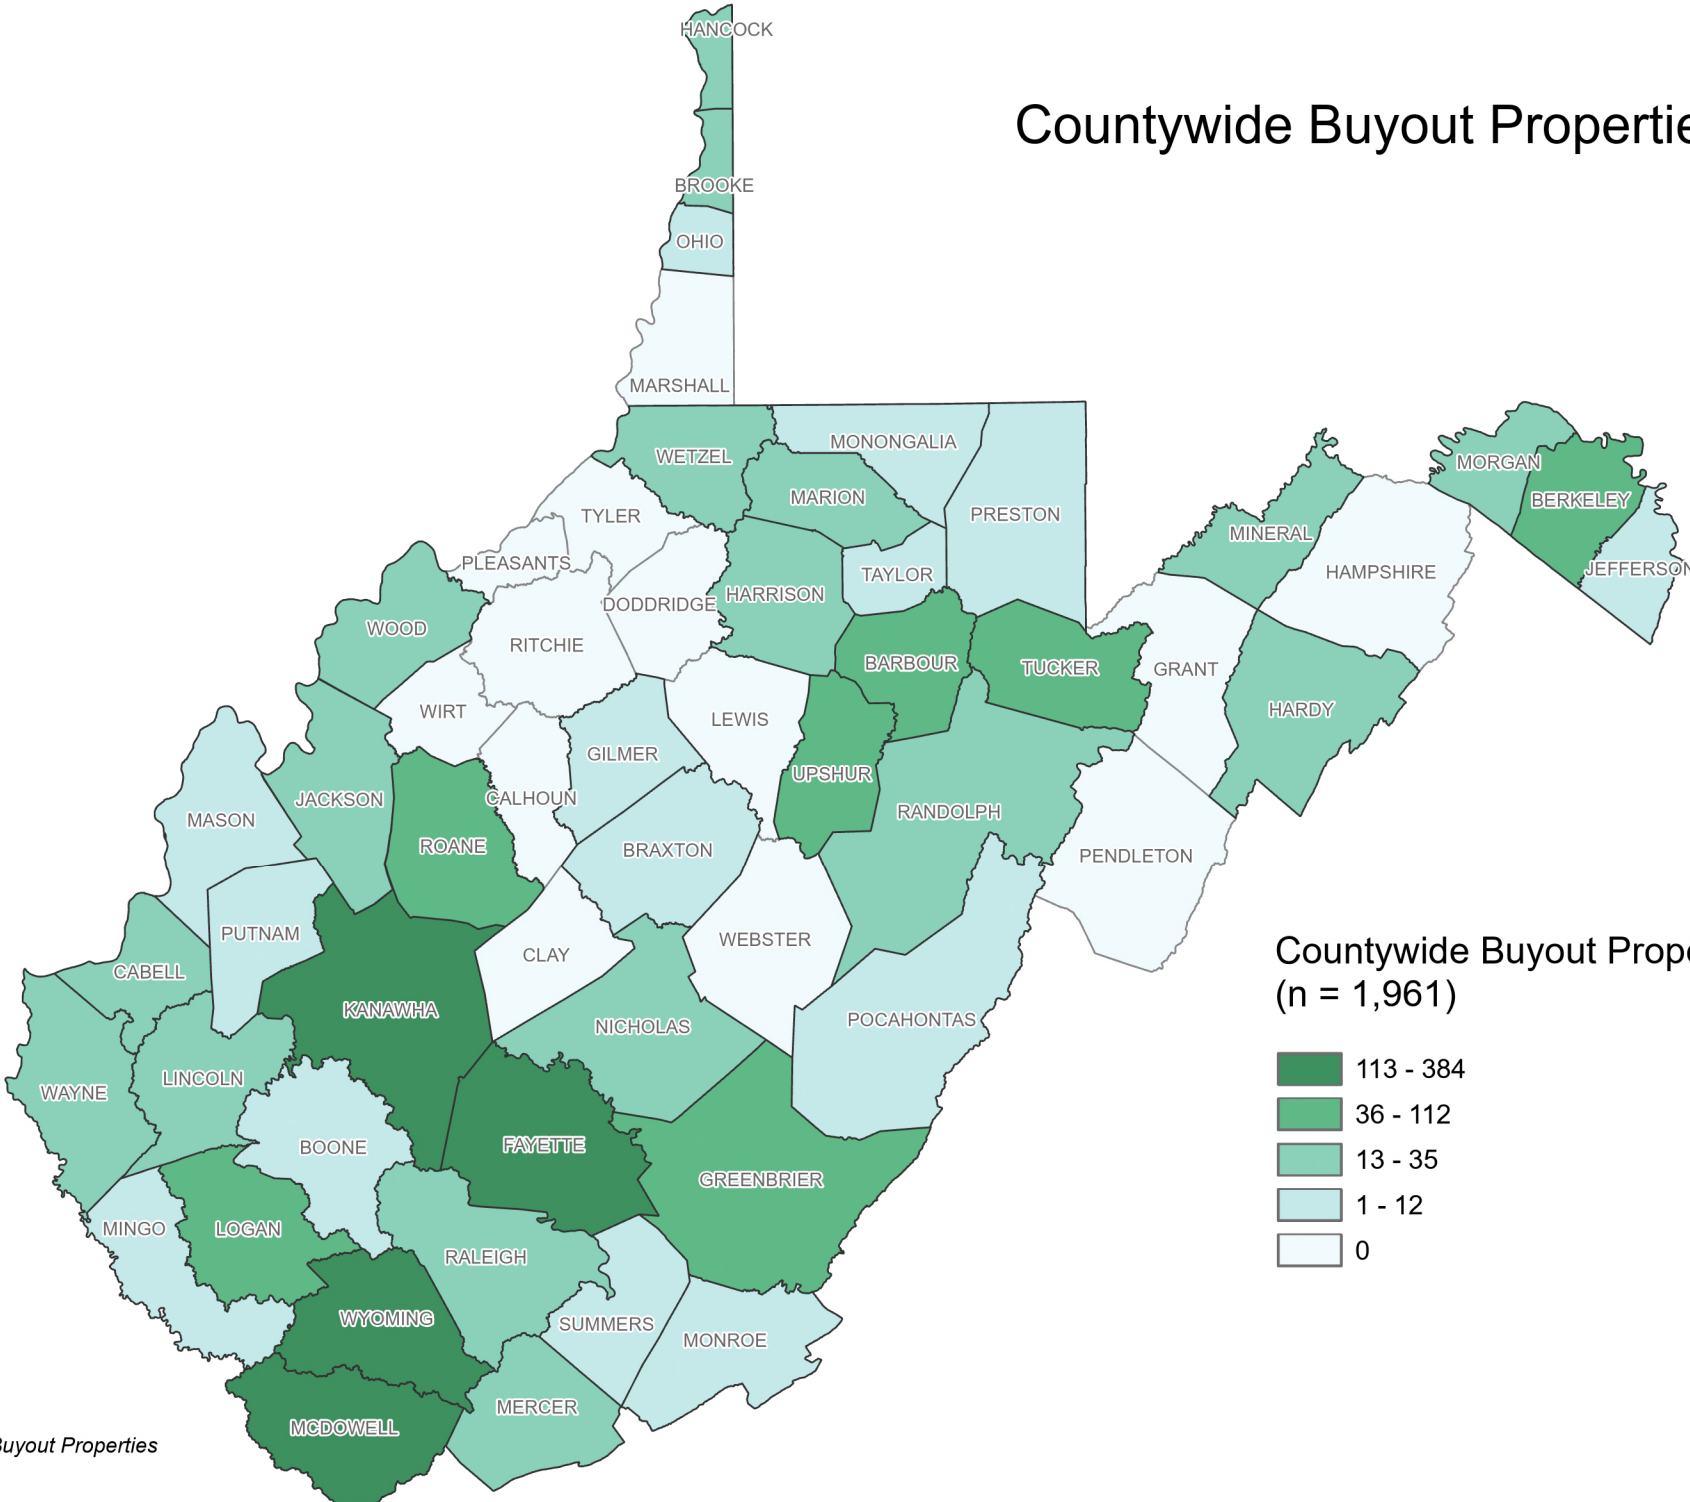 HANCOCK
Countywide Buyout Propertie
BROOKE
OHIO
MARSHALL
MONONGALIA
WETZEL
MORGAN
MARION
BERKELEY
PRESTON
TYLER
MINERAL
PLEASANTS
JEFFERSON
TAYLOR
HAMPSHIRE
HARRISON
DODDRIDGE
WOOD
RITCHIE
BARBOUR
TUCKER
GRANT
WIRT
HARDY
LEWIS
GILMER
UPSHUR
CALHOUN
JACKSON
RANDOLPH
MASON
ROANE
BRAXTON
PENDLETON
PUTNAM
WEBSTER
CLAY
Countywide Buyout Prope
(n = 1,961)
CABELL
KANAWHA
POCAHONTAS
NICHOLAS
113 - 384
LINCOLN
WAYNE
36 - 112
FAYETTE
BOONE
13 - 35
GREENBRIER
1 - 12
MINGO
LOGAN
0
RALEIGH
WYOMING
SUMMERS
MONROE
MERCER
MCDOWELL
Buyout Properties